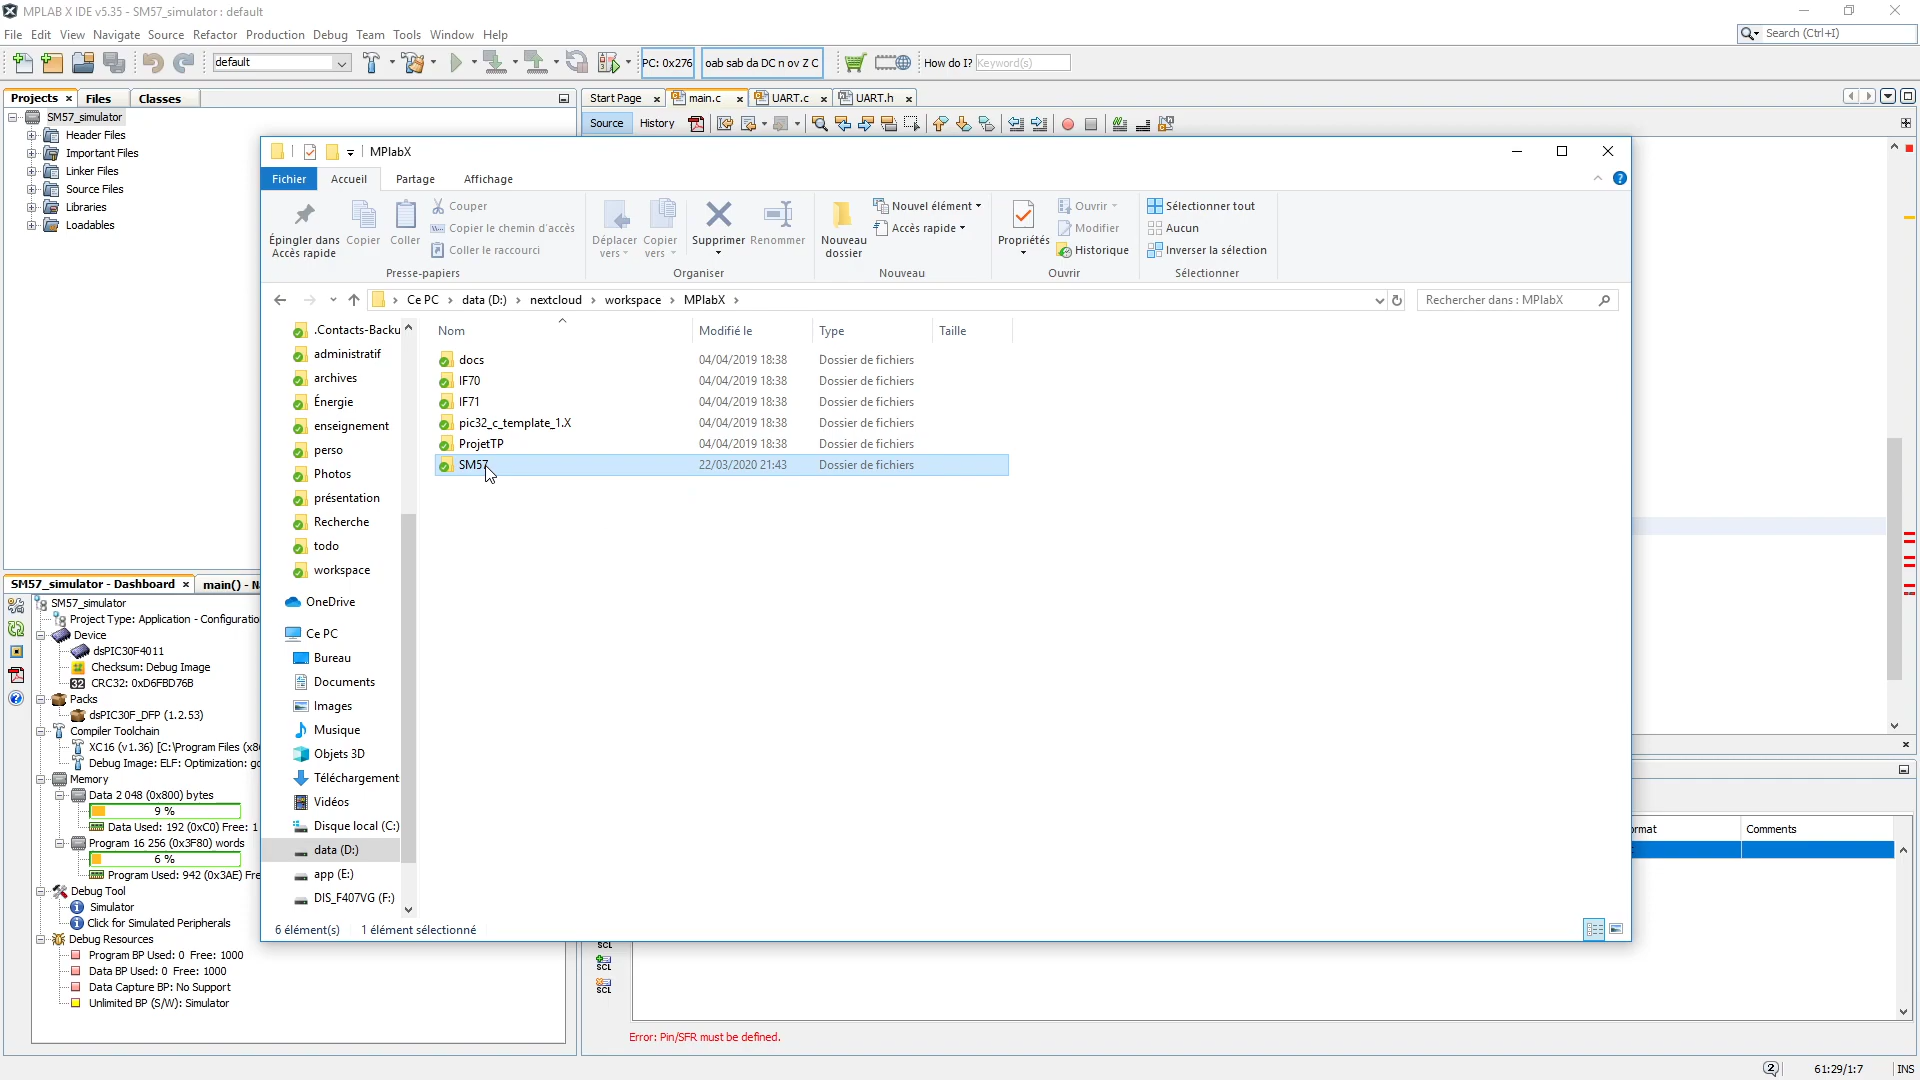 MPLAB X IDE v5.35 - SM57_simulator : default
File Edit View Navigate Source Refactor Production Debug Team Tools Window Help
Search (Ctrl+I)
default
PC: 0x276
oab sab da DC n ov Z C
How do I? Keyword(s)
Projects Files Classes
Start Page main.c UART.c UART.h
Source History
SM57_simulator
Header Files
Important Files
Linker Files
Source Files
Libraries
Loadables
MPlabX
Fichier Accueil Partage Affichage
Épingler dans
Accès rapide
Copier
Coller
Couper
Copier le chemin d'accès
Coller le raccourci
Presse-papiers
Déplacer
vers
Copier
vers
Supprimer
Renommer
Organiser
Nouveau
dossier
Nouvel élément
Accès rapide
Nouveau
Propriétés
Ouvrir
Modifier
Historique
Ouvrir
Sélectionner tout
Aucun
Inverser la sélection
Sélectionner
Ce PC > data (D:) > nextcloud > workspace > MPlabX >
Rechercher dans : MPlabX
.Contacts-Backu
administratif
archives
Énergie
enseignement
perso
Photos
présentation
Recherche
todo
workspace
OneDrive
Ce PC
Bureau
Documents
Images
Musique
Objets 3D
Téléchargement
Vidéos
Disque local (C:)
data (D:)
app (E:)
DIS_F407VG (F:)
Nom Modifié le Type Taille
docs 04/04/2019 18:38 Dossier de fichiers
IF70 04/04/2019 18:38 Dossier de fichiers
IF71 04/04/2019 18:38 Dossier de fichiers
pic32_c_template_1.X 04/04/2019 18:38 Dossier de fichiers
ProjetTP 04/04/2019 18:38 Dossier de fichiers
SM57 22/03/2020 21:43 Dossier de fichiers
6 élément(s) 1 élément sélectionné
SM57_simulator - Dashboard main() - N
SM57_simulator
Project Type: Application - Configuratio
Device
dsPIC30F4011
Checksum: Debug Image
CRC32: 0xD6FBD76B
Packs
dsPIC30F_DFP (1.2.53)
Compiler Toolchain
XC16 (v1.36) [C:\Program Files (x8
Debug Image: ELF: Optimization: go
Memory
Data 2 048 (0x800) bytes
9 %
Data Used: 192 (0xC0) Free: 1
Program 16 256 (0x3F80) words
6 %
Program Used: 942 (0x3AE) Fre
Debug Tool
Simulator
Click for Simulated Peripherals
Debug Resources
Program BP Used: 0 Free: 1000
Data BP Used: 0 Free: 1000
Data Capture BP: No Support
Unlimited BP (S/W): Simulator
ormat Comments
SCL
SCL
SCL
Error: Pin/SFR must be defined.
2
61:29/1:7 INS